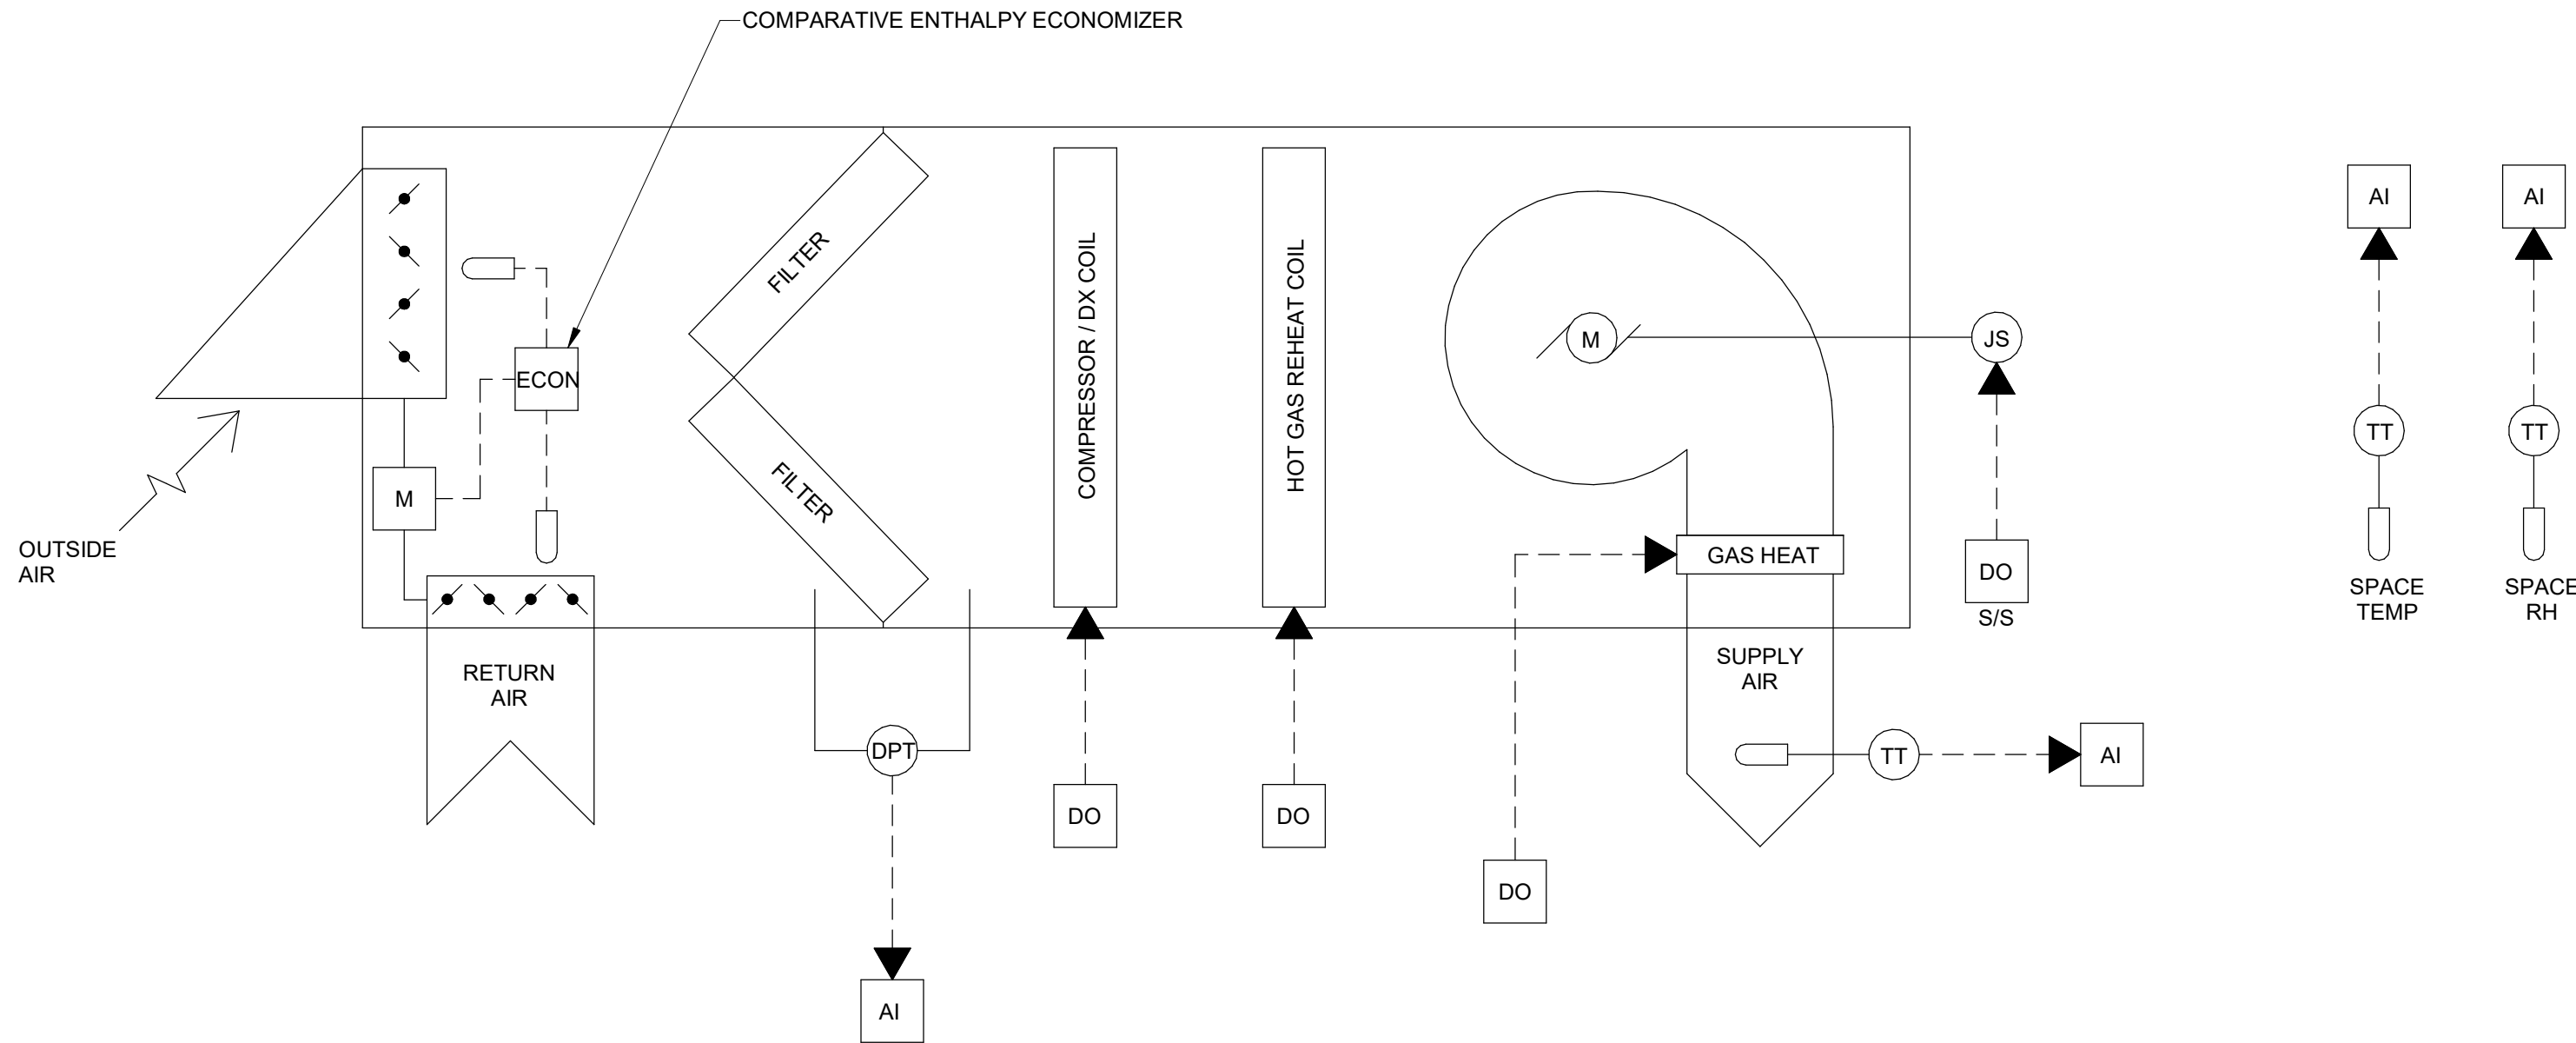 COMPARATIVE ENTHALPY ECONOMIZER
AI
AI
FILTER
COMPRESSOR / DX COIL
HOT GAS REHEAT COIL
M
JS
ECON
TT
TT
FILTER
M
OUTSIDE
AIR
GAS HEAT
DO
S/S
SPACE
TEMP
SPACE
RH
RETURN
AIR
SUPPLY
AIR
DPT
TT
AI
DO
DO
DO
AI